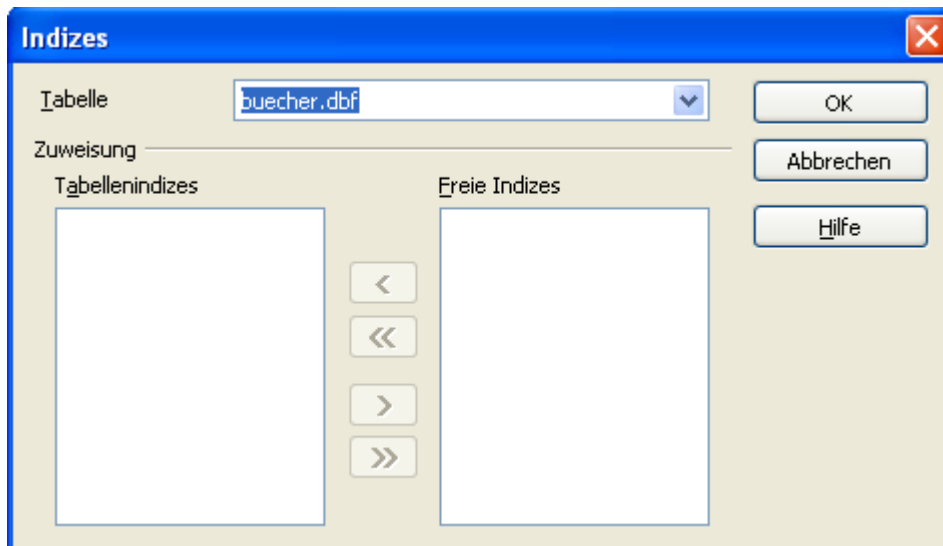 Indizes
Tabelle buecher.dbf OK
Zuweisung Abbrechen
Tabellenindizes Freie Indizes
Hilfe
<
<<
>
>>